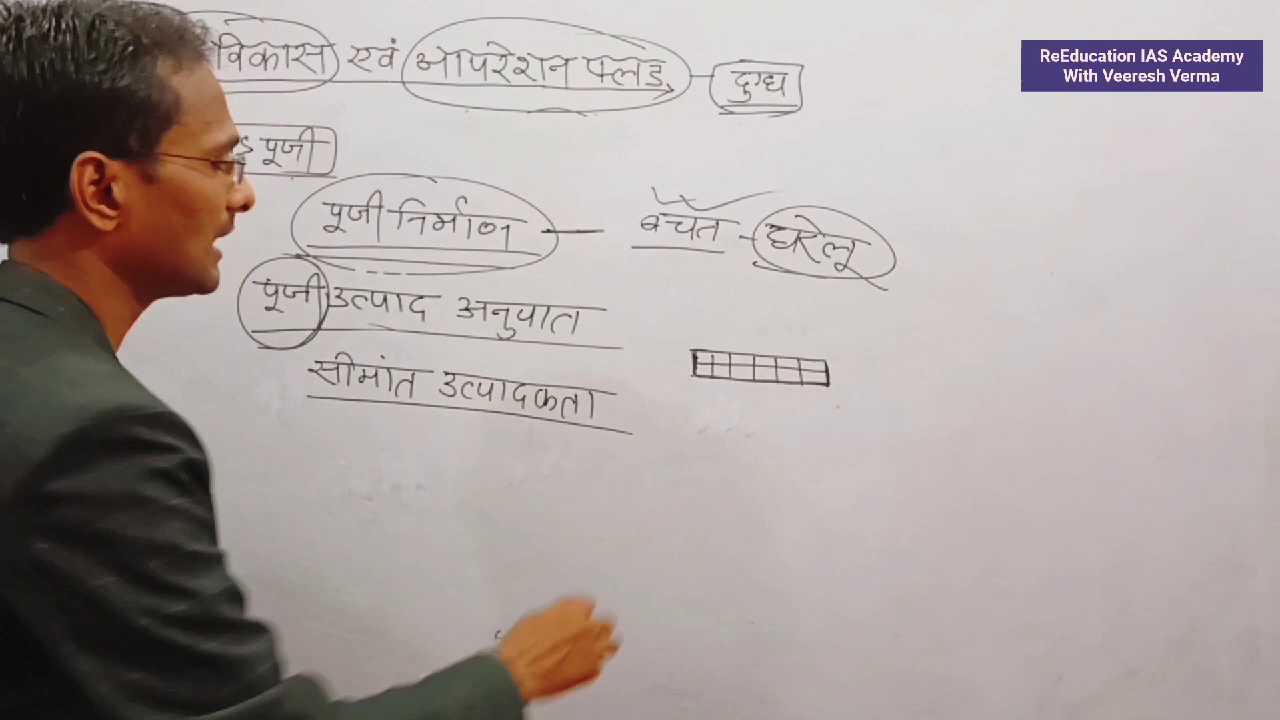 विकास एवं ऑपरेशन फ्लड - दुग्ध
ReEducation IAS Academy
With Veeresh Verma
पूजी
पूजी निर्माण — बचत - घरेलू
पूजी उत्पाद अनुपात
सीमांत उत्पादकता